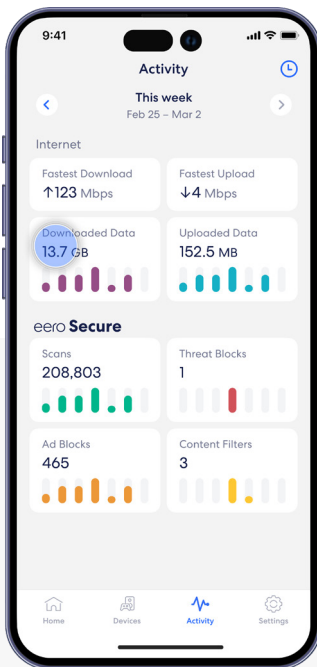 9:41
Activity
This week
Feb 25 – Mar 2
Internet
Fastest Download
↑123 Mbps
Fastest Upload
↓4 Mbps
Downloaded Data
13.7 GB
Uploaded Data
152.5 MB
eero Secure
Scans
208,803
Threat Blocks
1
Ad Blocks
465
Content Filters
3
Home
Devices
Activity
Settings